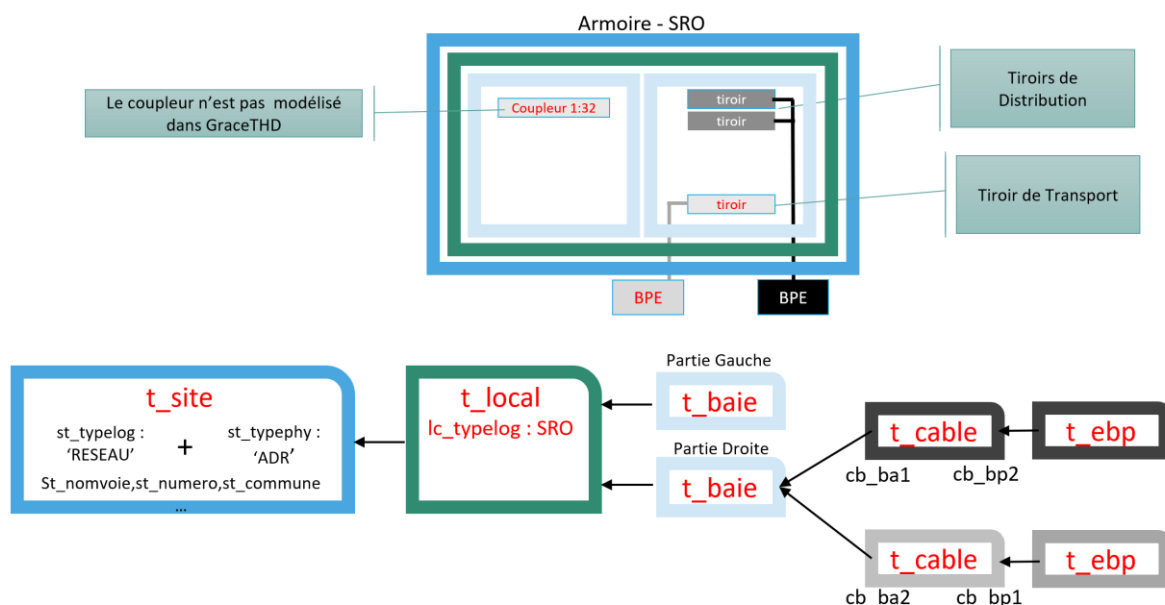 Armoire - SRO
Le coupleur n’est pas modélisé
dans GraceTHD
Coupleur 1:32
tiroir
tiroir
Tiroirs de
Distribution
tiroir
Tiroir de Transport
BPE
BPE
t_site
st_typelog :
‘RESEAU’
+
st_typephy :
‘ADR’
St_nomvoie,st_numero,st_commune
...
t_local
lc_typelog : SRO
Partie Gauche
t_baie
Partie Droite
t_baie
t_cable
t_ebp
cb_ba1
cb_bp2
t_cable
t_ebp
cb_ba2
cb_bp1